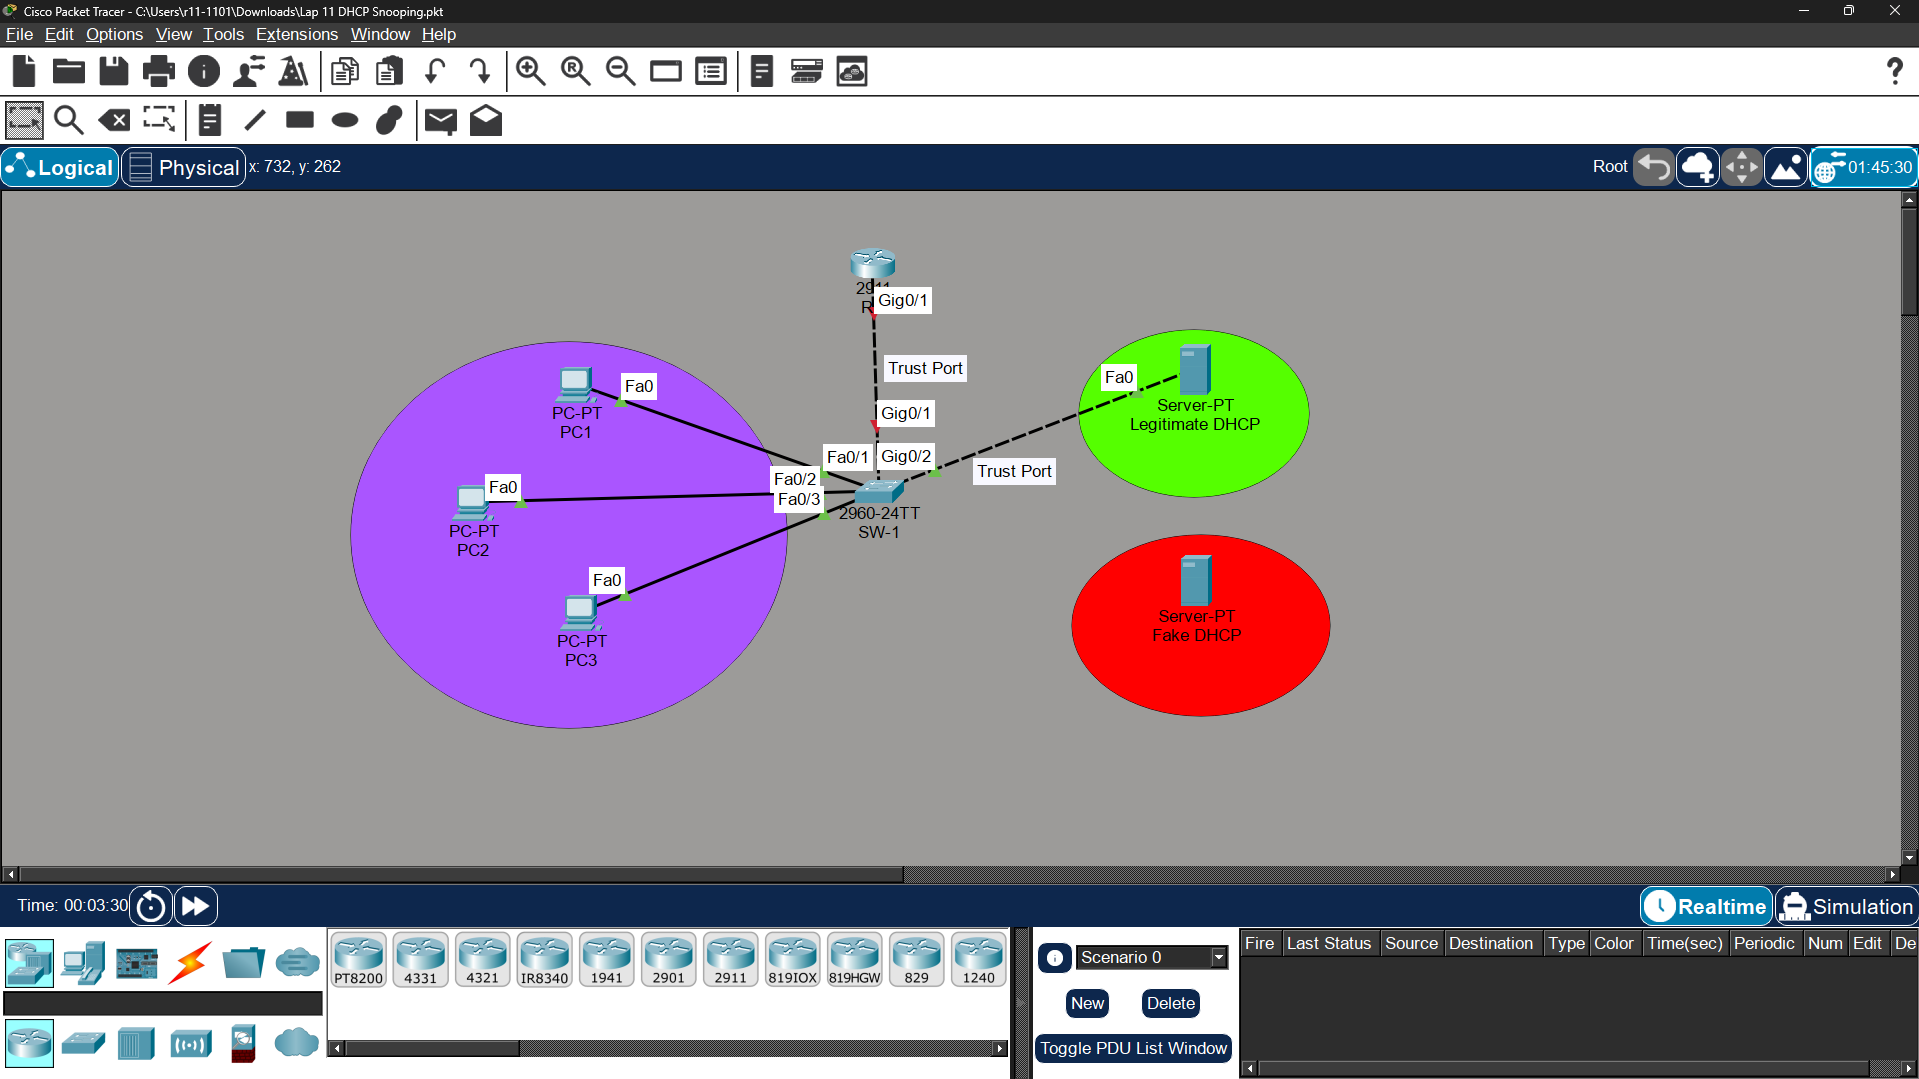 Cisco Packet Tracer - C:\Users\r11-1101\Downloads\Lap 11 DHCP Snooping.pkt
File Edit Options View Tools Extensions Window Help
Logical Physical x: 732, y: 262 Root 01:45:30
2911
Gig0/1
Trust Port
Gig0/1
Fa0/1 Gig0/2
Fa0/2
Fa0/3
2960-24TT
SW-1
Trust Port
Fa0
PC-PT
PC1
Fa0
PC-PT
PC2
Fa0
PC-PT
PC3
Fa0
Server-PT
Legitimate DHCP
Server-PT
Fake DHCP
Time: 00:03:30 Realtime Simulation
PT8200 4331 4321 IR8340 1941 2901 2911 819IOX 819HGW 829 1240
Scenario 0
New Delete
Toggle PDU List Window
Fire Last Status Source Destination Type Color Time(sec) Periodic Num Edit De